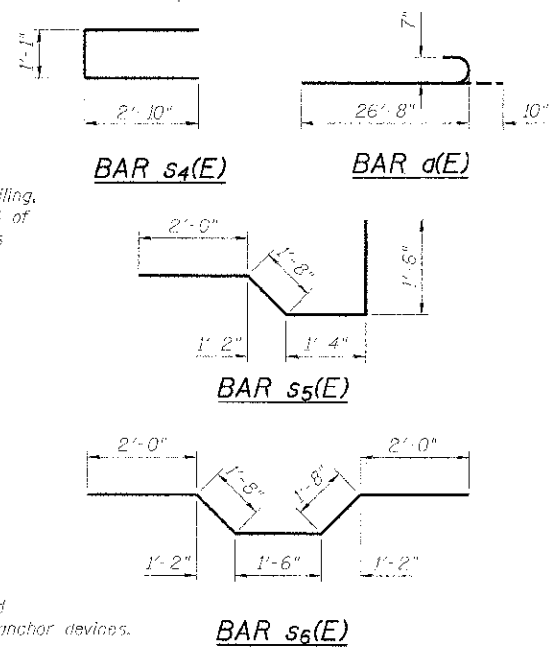 1'-1"
2'-10"
BAR s4(E)
7"
26'-8"
10"
BAR a(E)
iling.
of
s
2'-0"
1'-8"
1'-6"
1'-2"
1'-4"
BAR s5(E)
2'-0"
1'-8"
1'-8"
2'-0"
1'-2"
1'-6"
1'-2"
BAR s6(E)
d
anchor devices.